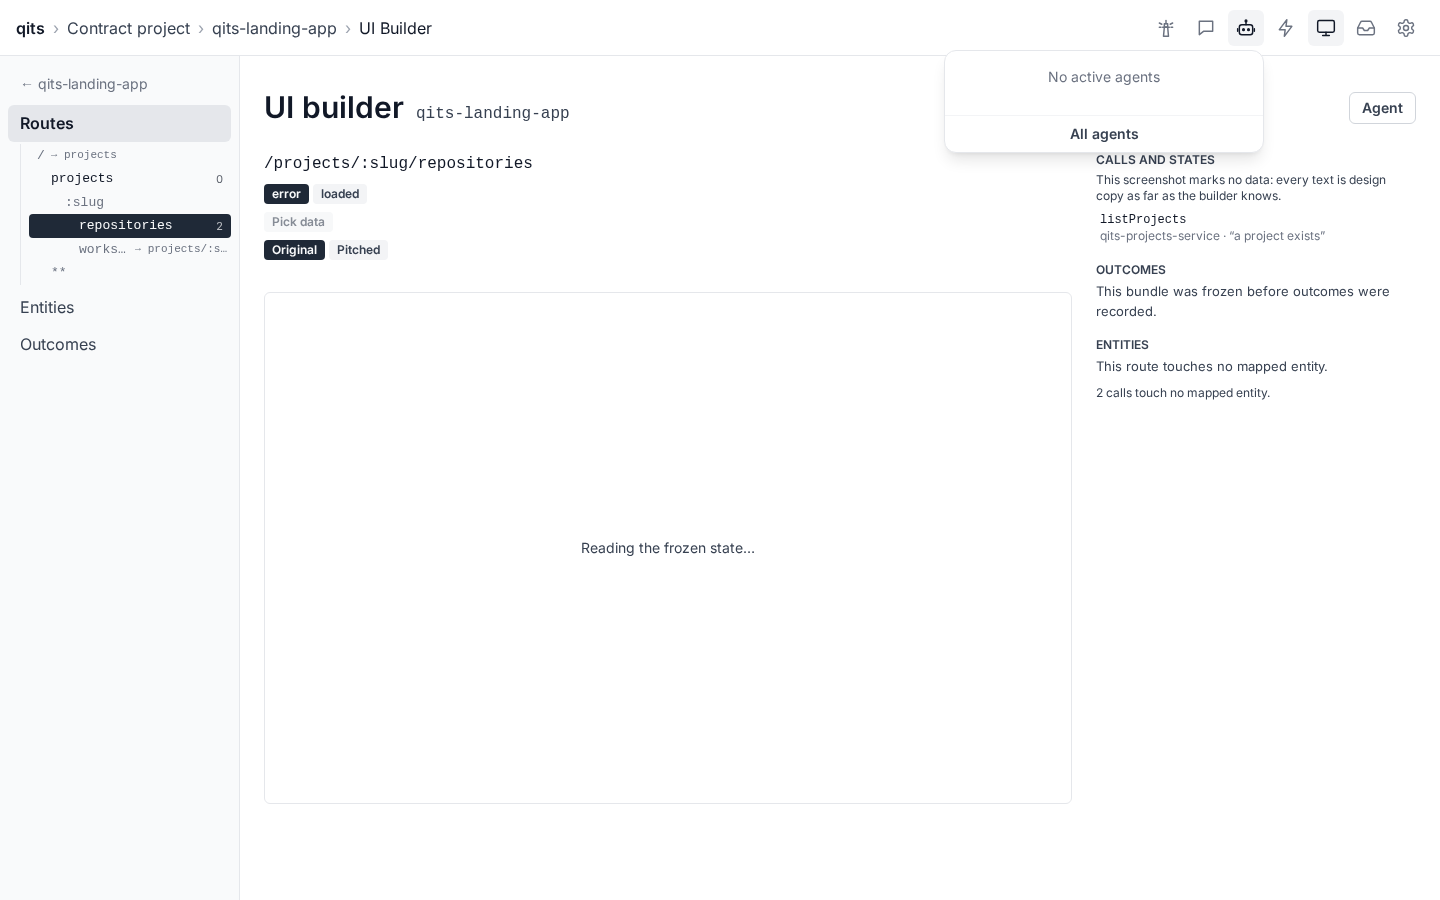 qits › Contract project › qits-landing-app › UI Builder
← qits-landing-app
Routes
/ → projects
projects 0
:slug
repositories 2
works… → projects/:s…
**
Entities
Outcomes
No active agents
All agents
UI builder qits-landing-app
Agent
/projects/:slug/repositories
error loaded
Pick data
Original Pitched
Reading the frozen state…
CALLS AND STATES
This screenshot marks no data: every text is design
copy as far as the builder knows.
listProjects
qits-projects-service · “a project exists”
OUTCOMES
This bundle was frozen before outcomes were
recorded.
ENTITIES
This route touches no mapped entity.
2 calls touch no mapped entity.